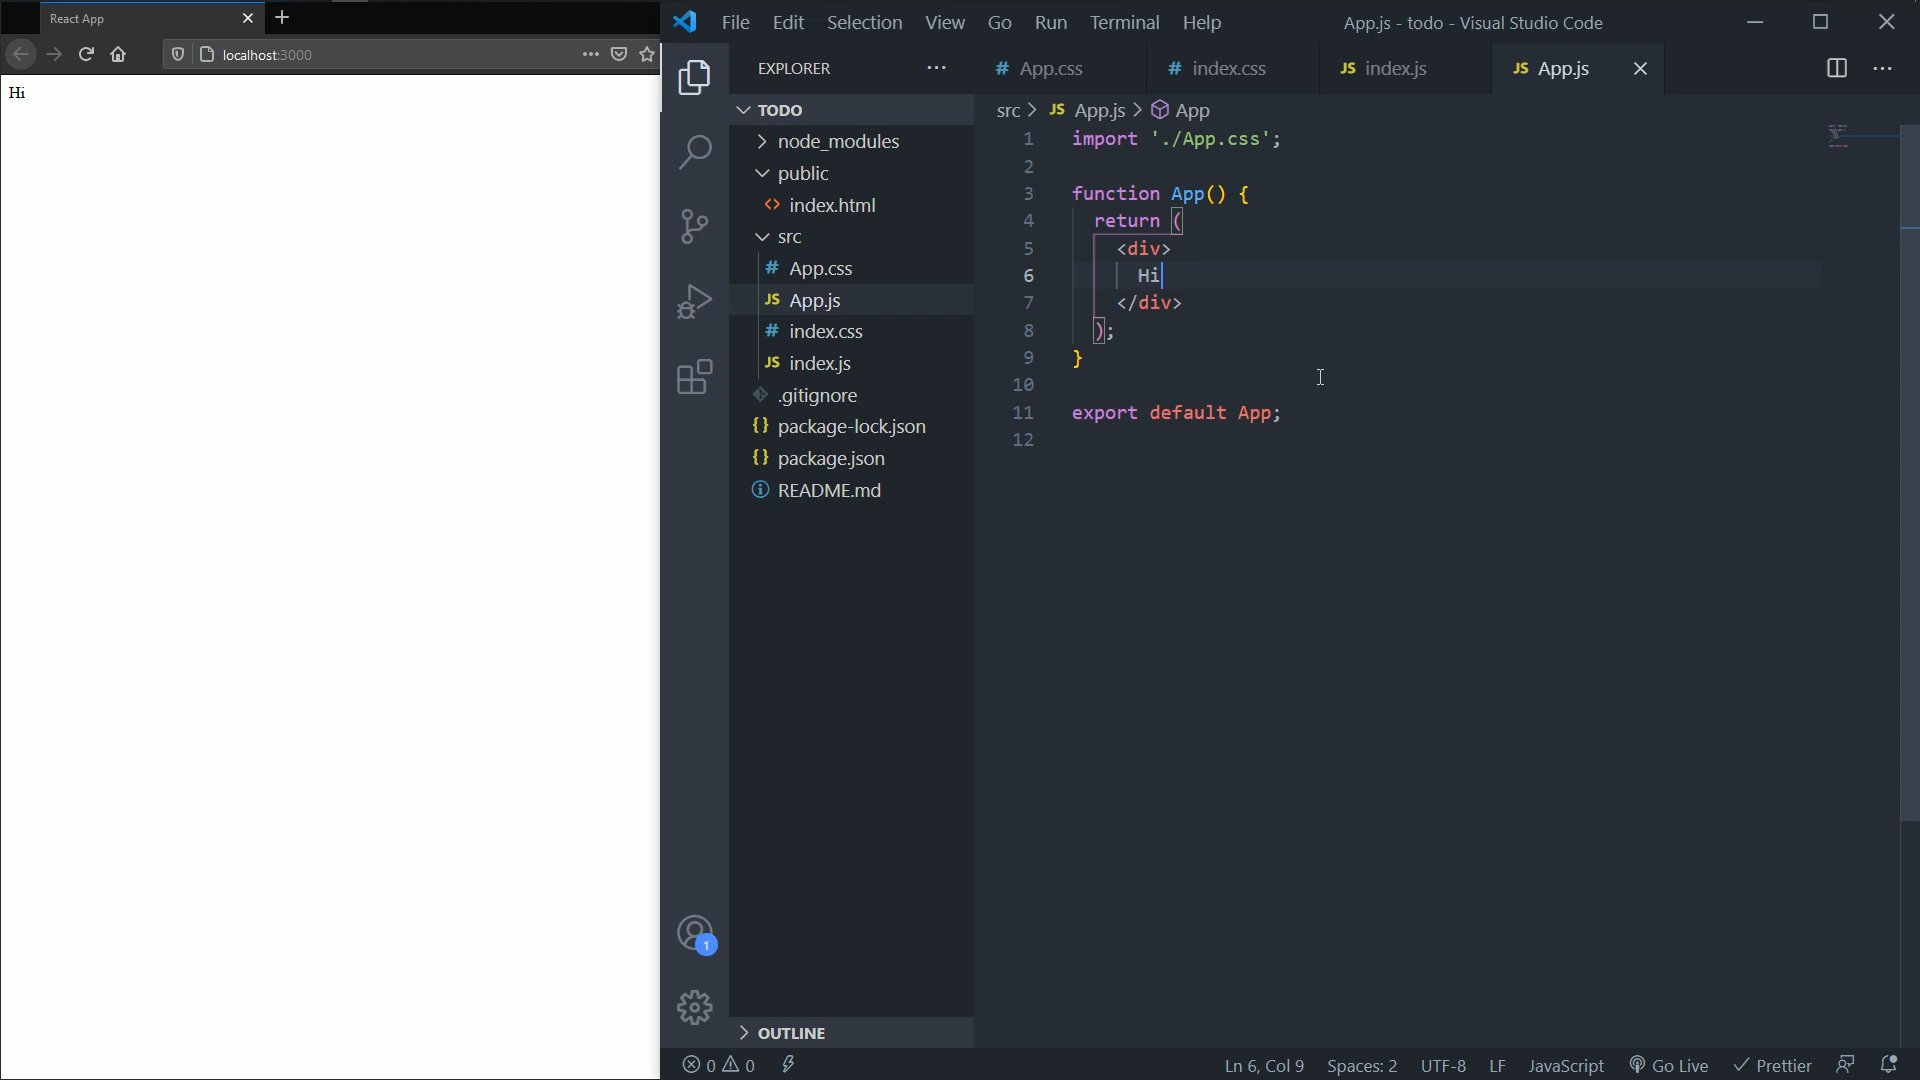 React App
localhost:3000
Hi
File Edit Selection View Go Run Terminal Help
App.js - todo - Visual Studio Code
EXPLORER
TODO
node_modules
public
<> index.html
src
# App.css
JS App.js
# index.css
JS index.js
.gitignore
{} package-lock.json
{} package.json
README.md
OUTLINE
1
# App.css
# index.css
JS index.js
JS App.js
src > JS App.js > App
1 import './App.css';
2
3 function App() {
4 return (
5 <div>
6 Hi
7 </div>
8 );
9 }
10
11 export default App;
12
0 0
Ln 6, Col 9
Spaces: 2
UTF-8
LF
JavaScript
Go Live
Prettier